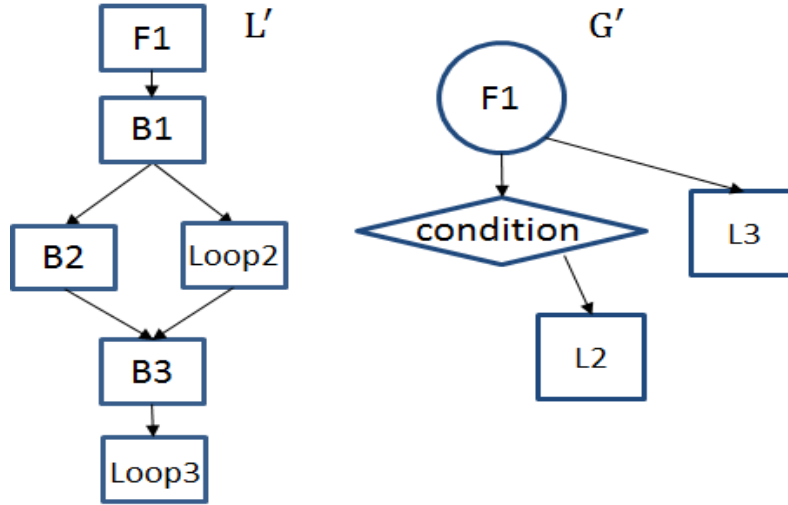 L′
F1
B1
B2
Loop2
B3
Loop3
G′
F1
condition
L3
L2